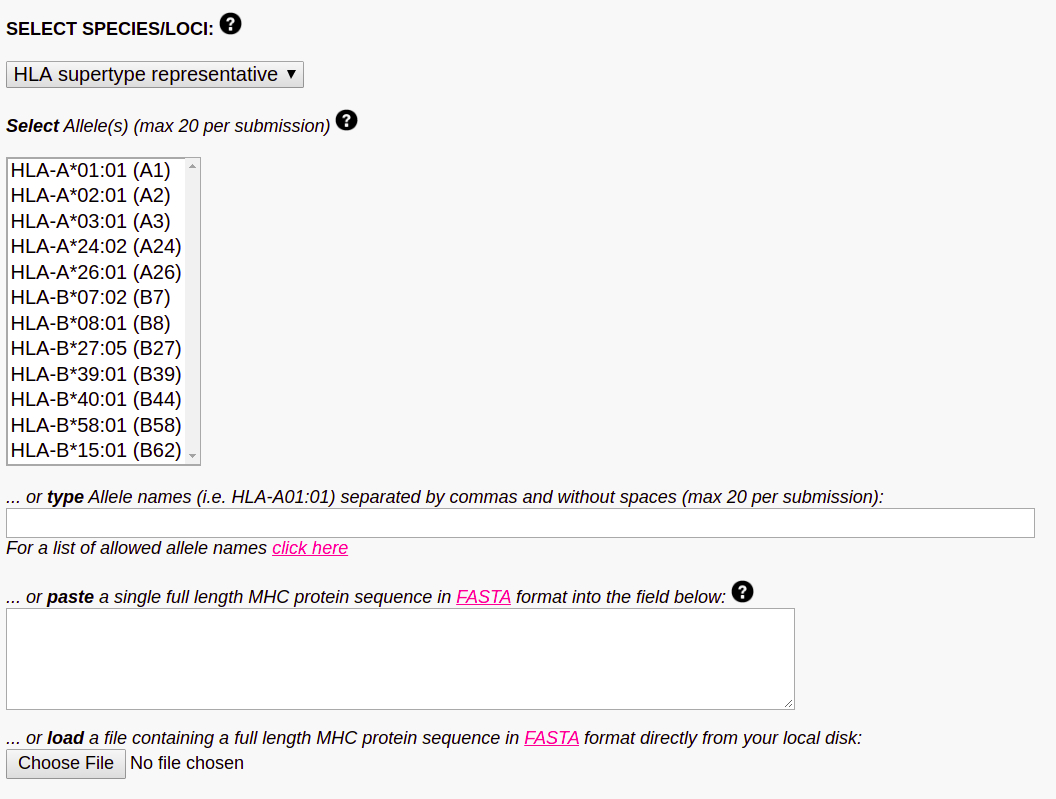 SELECT SPECIES/LOCI: ?
HLA supertype representative ▼
Select Allele(s) (max 20 per submission) ?
HLA-A*01:01 (A1)
HLA-A*02:01 (A2)
HLA-A*03:01 (A3)
HLA-A*24:02 (A24)
HLA-A*26:01 (A26)
HLA-B*07:02 (B7)
HLA-B*08:01 (B8)
HLA-B*27:05 (B27)
HLA-B*39:01 (B39)
HLA-B*40:01 (B44)
HLA-B*58:01 (B58)
HLA-B*15:01 (B62)
... or type Allele names (i.e. HLA-A01:01) separated by commas and without spaces (max 20 per submission):
For a list of allowed allele names click here
... or paste a single full length MHC protein sequence in FASTA format into the field below: ?
... or load a file containing a full length MHC protein sequence in FASTA format directly from your local disk:
Choose File No file chosen